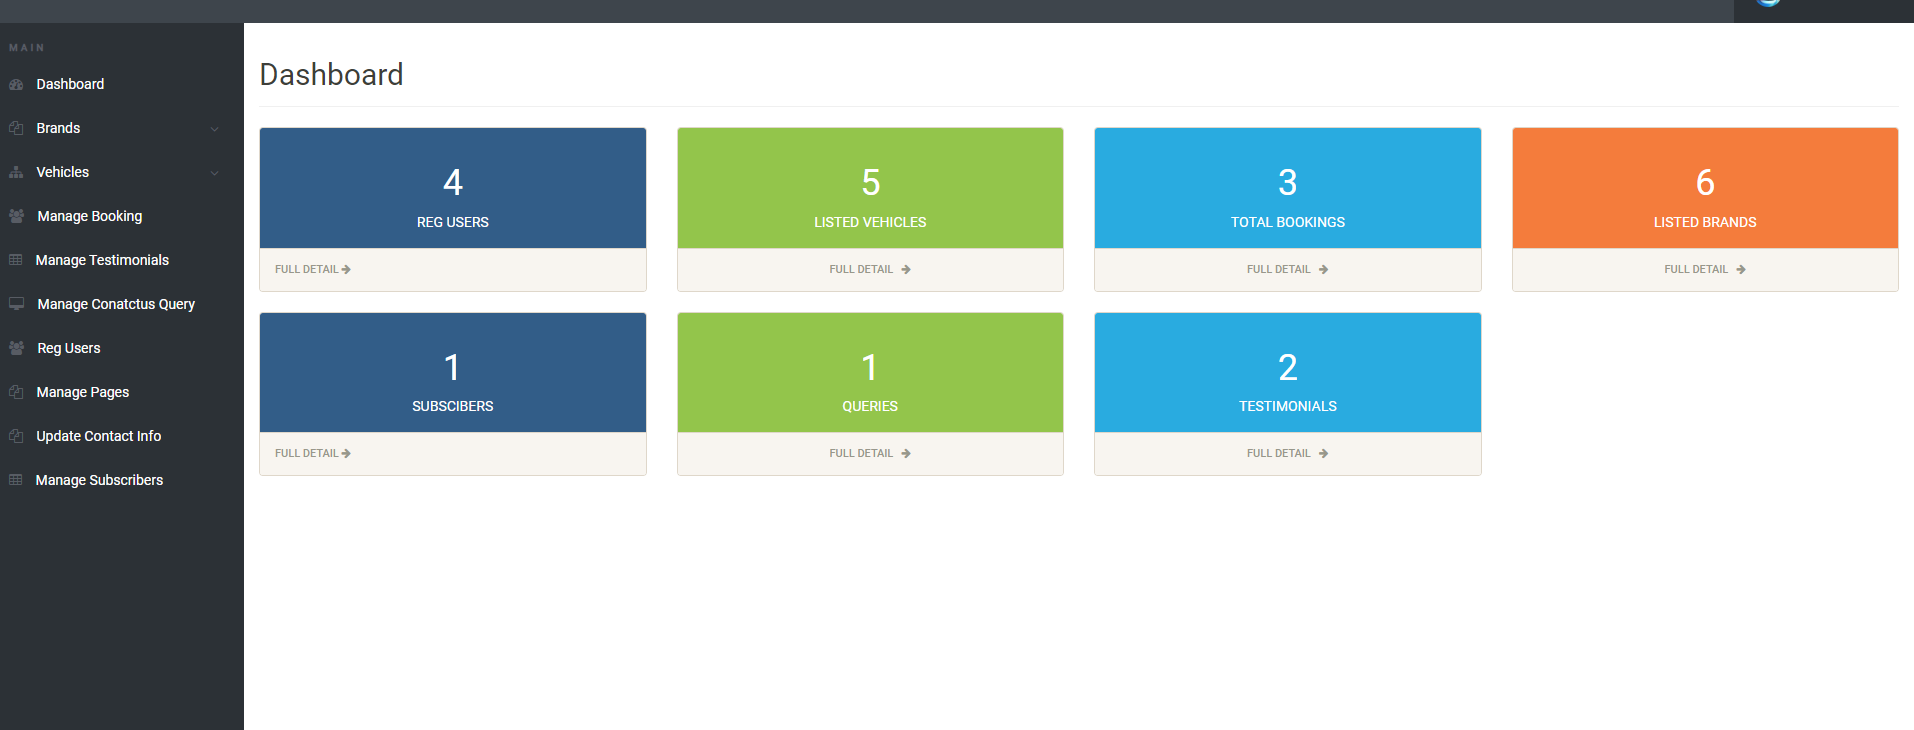 MAIN
Dashboard
Brands
Vehicles
Manage Booking
Manage Testimonials
Manage Conatctus Query
Reg Users
Manage Pages
Update Contact Info
Manage Subscribers
Dashboard
4
REG USERS
FULL DETAIL
5
LISTED VEHICLES
FULL DETAIL
3
TOTAL BOOKINGS
FULL DETAIL
6
LISTED BRANDS
FULL DETAIL
1
SUBSCIBERS
FULL DETAIL
1
QUERIES
FULL DETAIL
2
TESTIMONIALS
FULL DETAIL